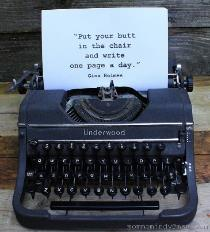 “Put your butt
in the chair
and write
one page a day.”
Gina Holmes
Underwood